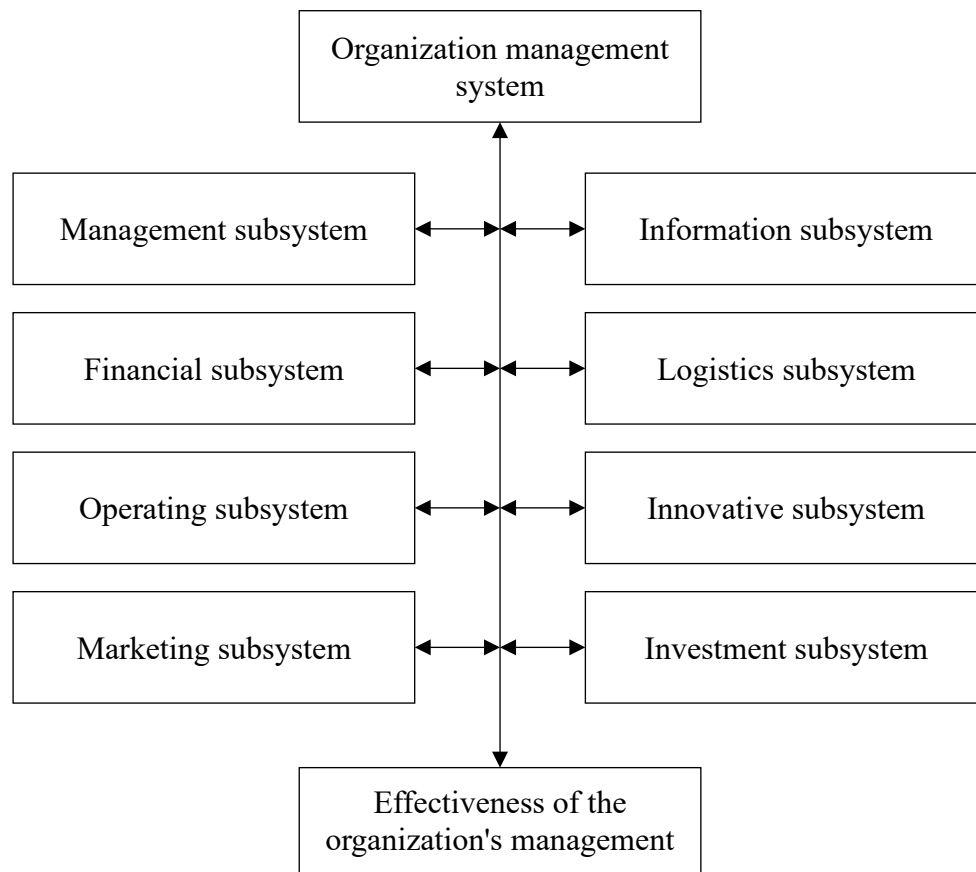 Organization management
system
Management subsystem
Information subsystem
Financial subsystem
Logistics subsystem
Operating subsystem
Innovative subsystem
Marketing subsystem
Investment subsystem
Effectiveness of the
organization's management